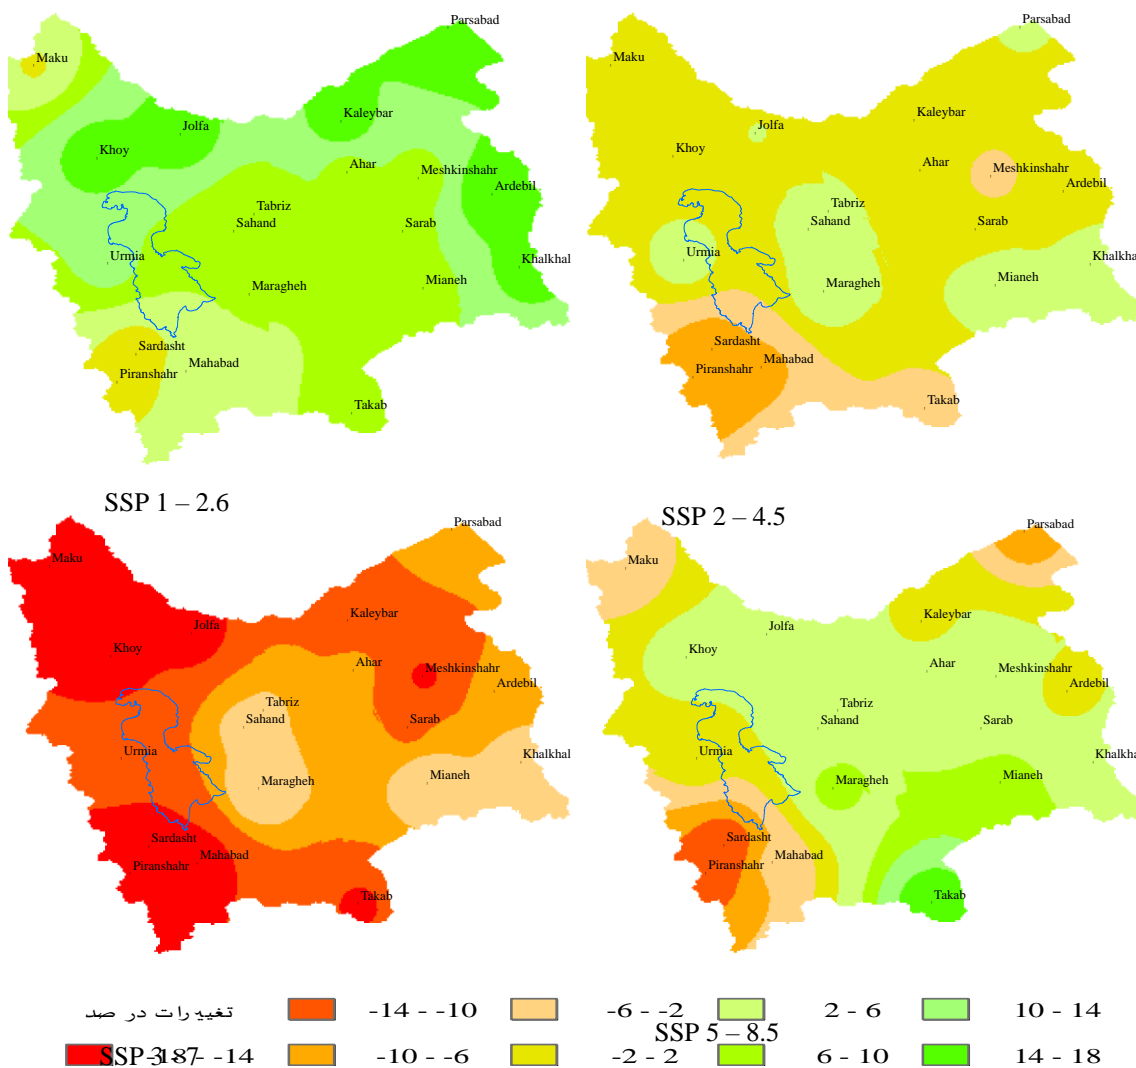 Parsabad
Maku
Kaleybar
Jolfa
Khoy
Ahar
Meshkinshahr
Ardebil
Tabriz
Sahand
Sarab
Urmia
Khalkhal
Mianeh
Maragheh
Sardasht
Mahabad
Piranshahr
Takab
SSP 1 – 2.6
Parsabad
Maku
Kaleybar
Jolfa
Khoy
Ahar
Meshkinshahr
Ardebil
Tabriz
Sahand
Sarab
Urmia
Khalkhal
Mianeh
Maragheh
Sardasht
Mahabad
Piranshahr
Takab
SSP 2 – 4.5
Parsabad
Maku
Kaleybar
Jolfa
Khoy
Ahar
Meshkinshahr
Ardebil
Tabriz
Sahand
Sarab
Urmia
Khalkhal
Mianeh
Maragheh
Sardasht
Mahabad
Piranshahr
Takab
Parsabad
Maku
Kaleybar
Jolfa
Khoy
Ahar
Meshkinshahr
Ardebil
Tabriz
Sahand
Sarab
Urmia
Khalkhal
Mianeh
Maragheh
Sardasht
Mahabad
Piranshahr
Takab
تغییرات در صد
-14 - -10
-6 - -2
2 - 6
10 - 14
SSP 5 – 8.5
-14
-10 - -6
-2 - 2
6 - 10
14 - 18